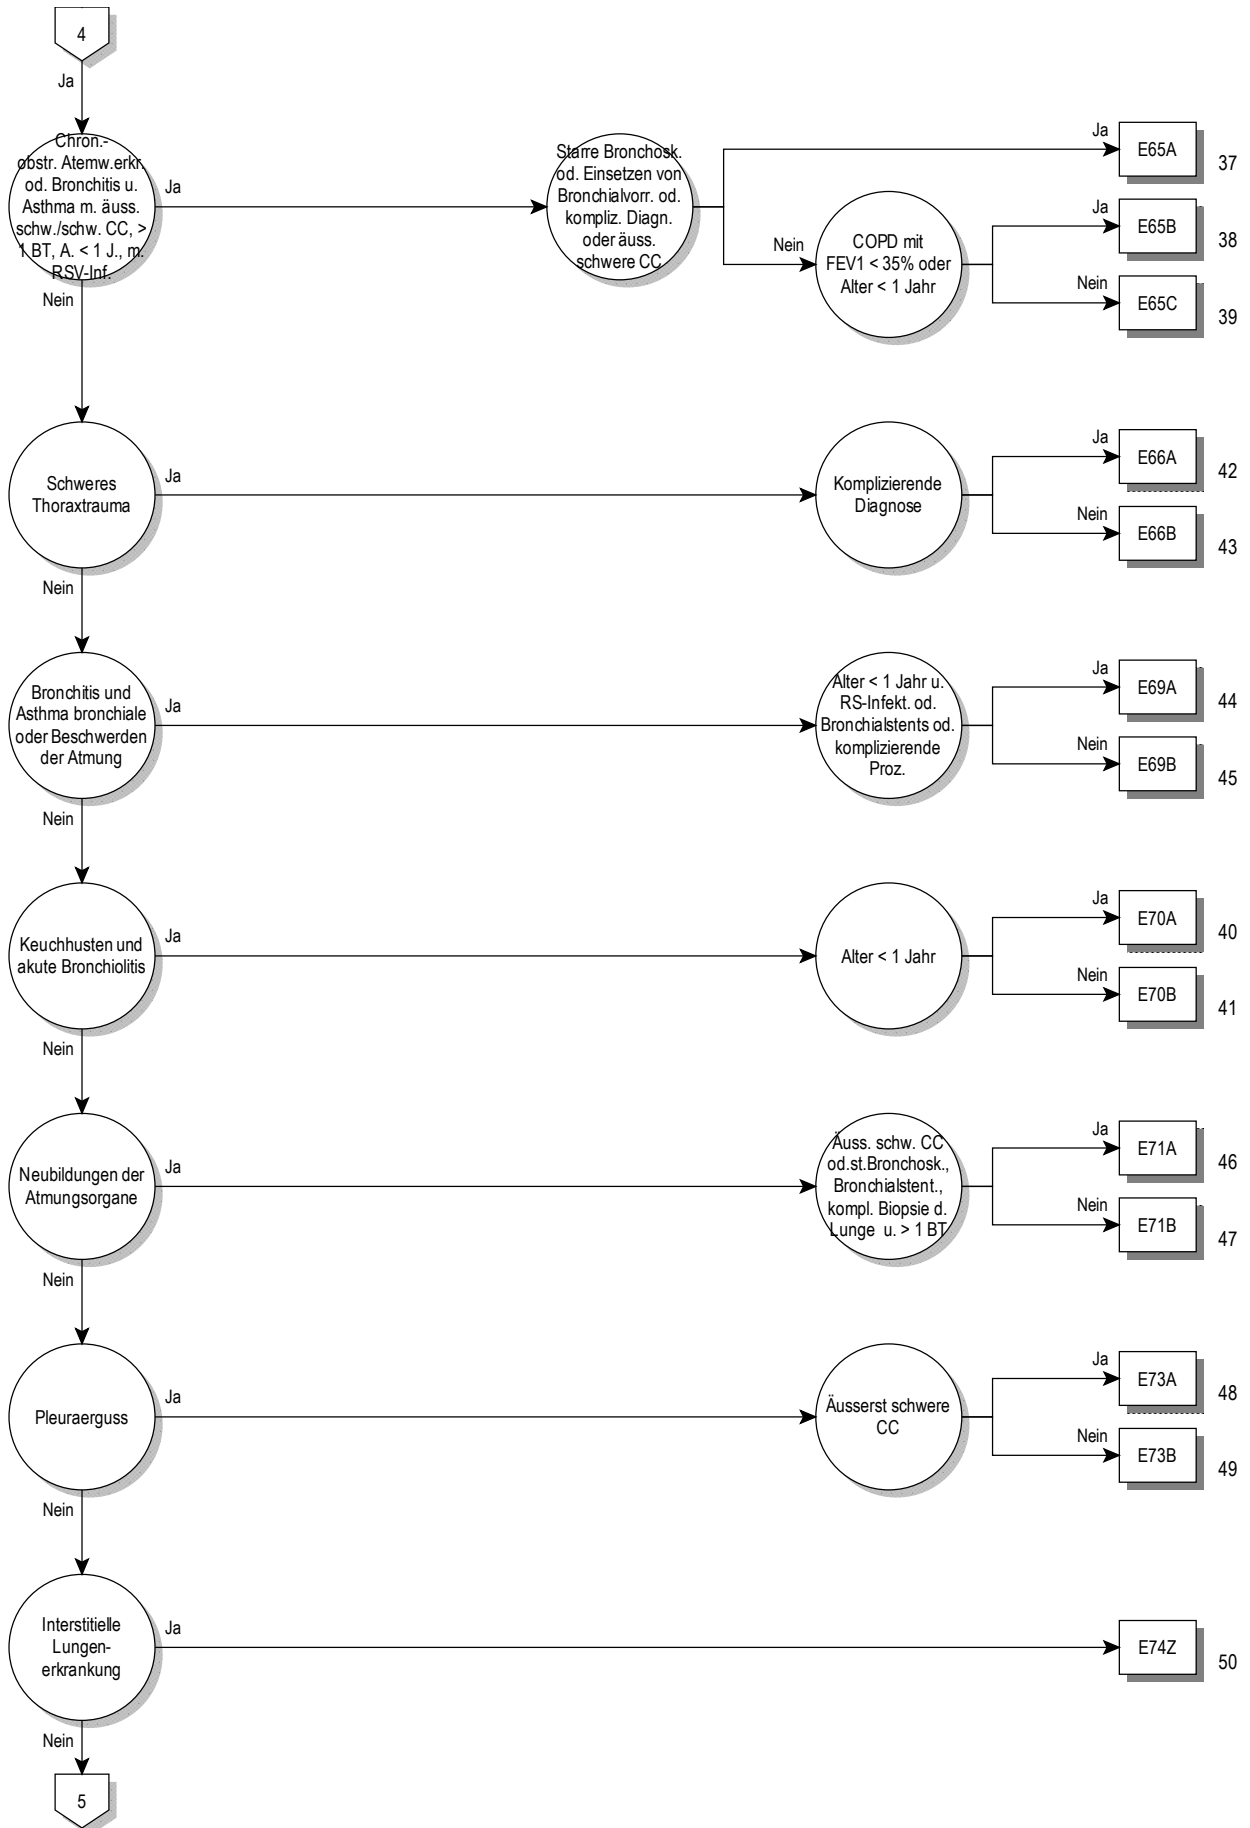 4
Ja
Chron.-
obstr. Atemw.erkr.
od. Bronchitis u.
Asthma m. äuss.
schw./schw. CC, >
1 BT, A. < 1 J., m.
RSV-Inf.
Ja
Starre Bronchosk.
od. Einsetzen von
Bronchialvorr. od.
kompliz. Diagn.
oder äuss.
schwere CC
Ja
E65A
37
Nein
COPD mit
FEV1 < 35% oder
Alter < 1 Jahr
Ja
E65B
38
Nein
E65C
39
Nein
Schweres
Thoraxtrauma
Ja
Komplizierende
Diagnose
Ja
E66A
42
Nein
E66B
43
Nein
Bronchitis und
Asthma bronchiale
oder Beschwerden
der Atmung
Ja
Alter < 1 Jahr u.
RS-Infekt. od.
Bronchialstents od.
komplizierende
Proz.
Ja
E69A
44
Nein
E69B
45
Nein
Keuchhusten und
akute Bronchiolitis
Ja
Alter < 1 Jahr
Ja
E70A
40
Nein
E70B
41
Nein
Neubildungen der
Atmungsorgane
Ja
Äuss. schw. CC
od.st.Bronchosk.,
Bronchialstent.,
kompl. Biopsie d.
Lunge u. > 1 BT
Ja
E71A
46
Nein
E71B
47
Nein
Pleuraerguss
Ja
Äusserst schwere
CC
Ja
E73A
48
Nein
E73B
49
Nein
Interstitielle
Lungen-
erkrankung
Ja
E74Z
50
Nein
5